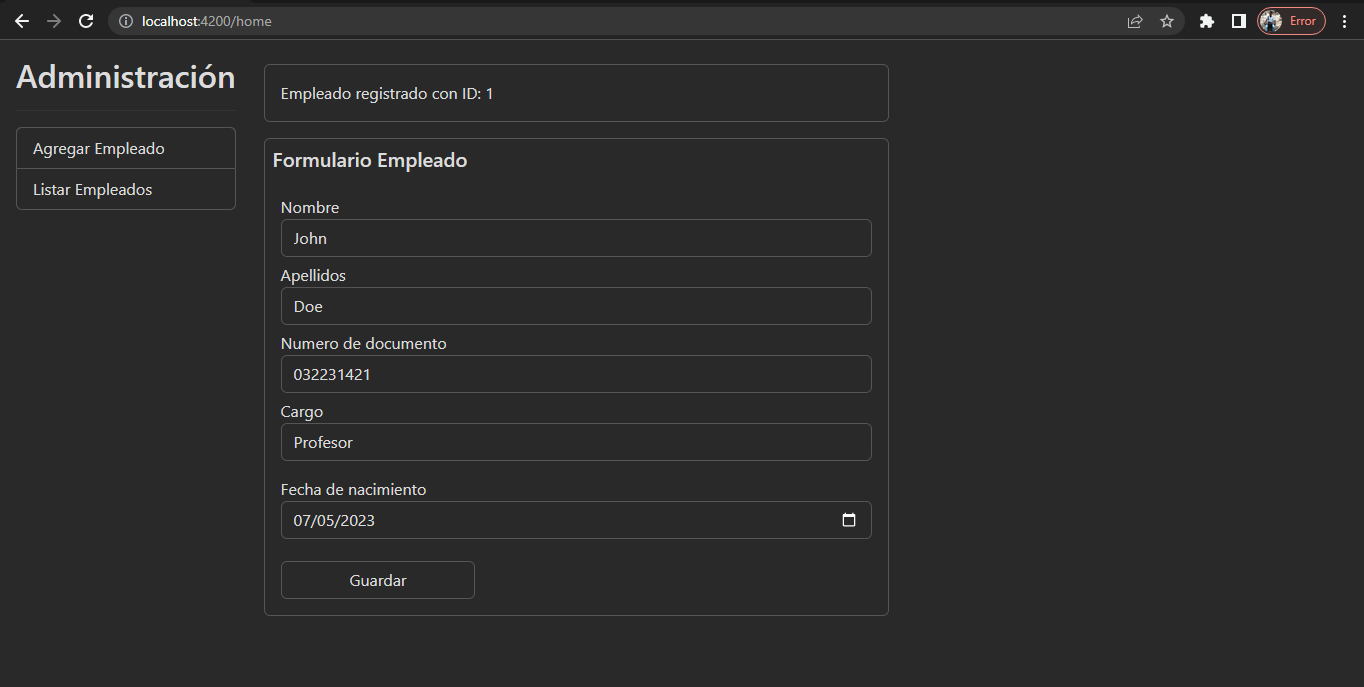 localhost:4200/home
Error
Administración
Agregar Empleado
Listar Empleados
Empleado registrado con ID: 1
Formulario Empleado
Nombre
John
Apellidos
Doe
Numero de documento
032231421
Cargo
Profesor
Fecha de nacimiento
07/05/2023
Guardar